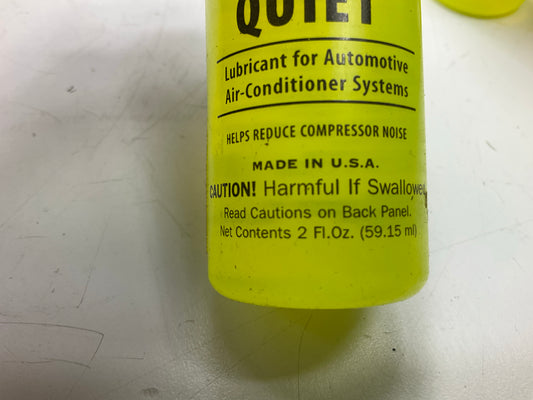 QUIET
Lubricant for Automotive
Air-Conditioner Systems
HELPS REDUCE COMPRESSOR NOISE
MADE IN U.S.A.
CAUTION! Harmful If Swallowed
Read Cautions on Back Panel.
Net Contents 2 Fl.Oz. (59.15 ml)